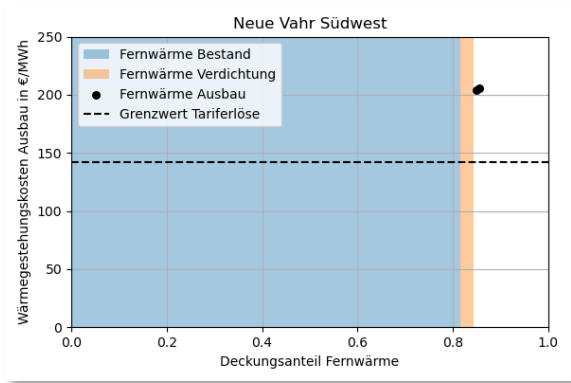 Neue Vahr Südwest
Wärmegestehungskosten Ausbau in €/MWh
250
200
150
100
50
0
Fernwärme Bestand
Fernwärme Verdichtung
Fernwärme Ausbau
Grenzwert Tariferlöse
0.0 0.2 0.4 0.6 0.8 1.0
Deckungsanteil Fernwärme